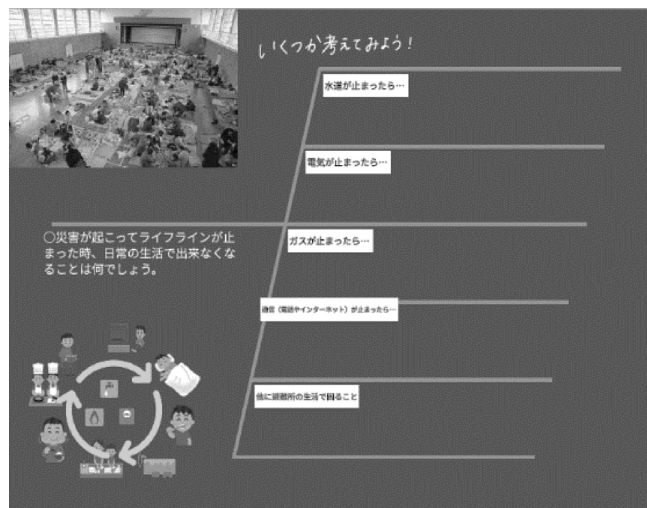 いくつか考えてみよう!
水道が止まったら…
電気が止まったら…
○災害が起こってライフラインが止
まった時、日常の生活で出来なくな
ることは何でしょう。
ガスが止まったら…
通信(電話やインターネット)が止まったら…
他に避難所の生活で困ること